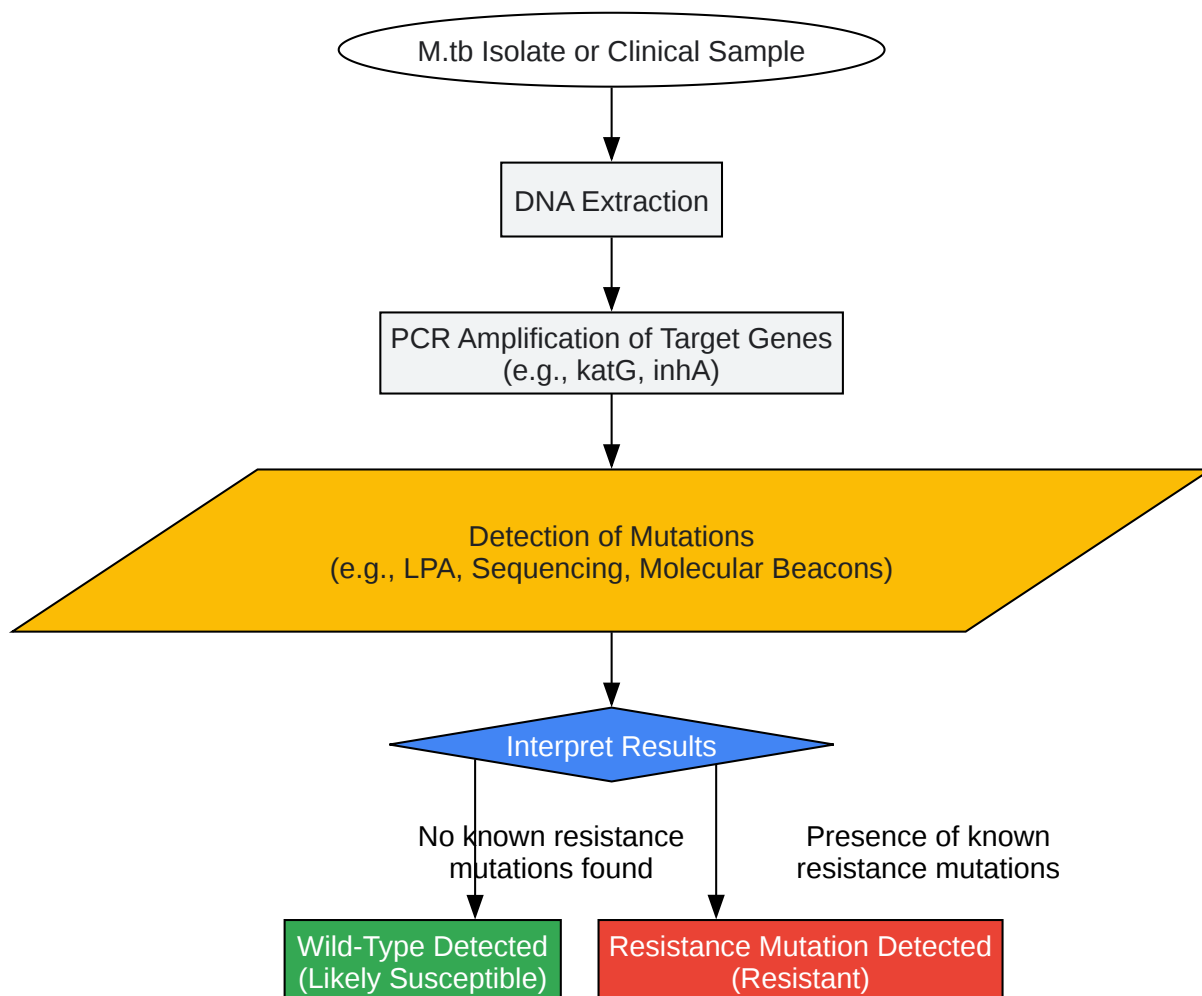 M.tb Isolate or Clinical Sample
DNA Extraction
PCR Amplification of Target Genes
(e.g., katG, inhA)
Detection of Mutations
(e.g., LPA, Sequencing, Molecular Beacons)
Interpret Results
No known resistance
mutations found
Presence of known
resistance mutations
Wild-Type Detected
(Likely Susceptible)
Resistance Mutation Detected
(Resistant)